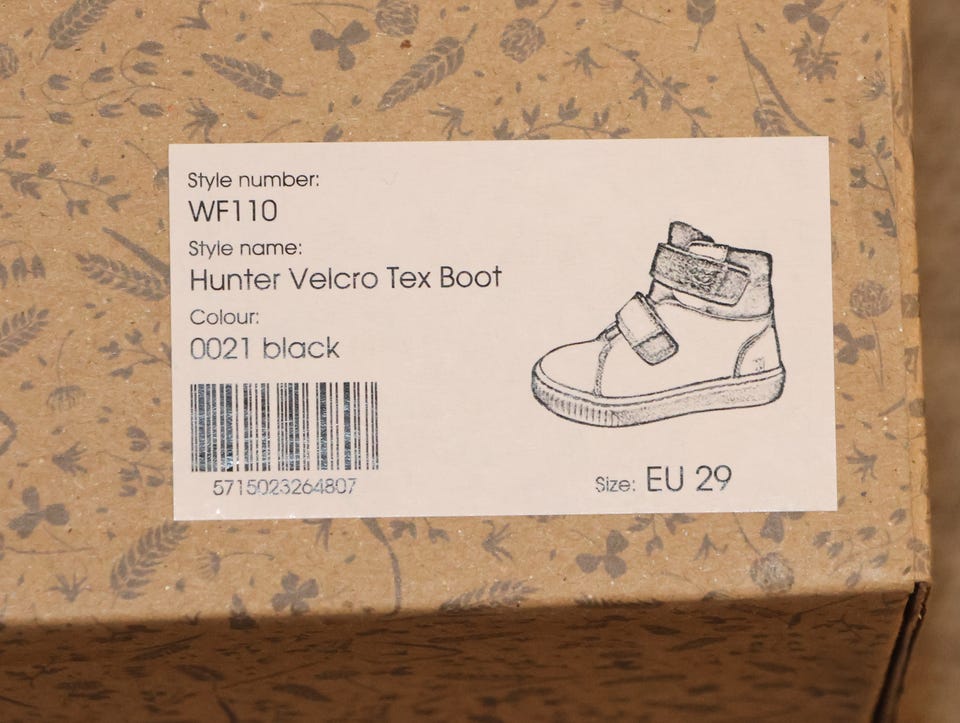 Style number:
WF110
Style name:
Hunter Velcro Tex Boot
Colour:
0021 black
5715023264807
Size: EU 29